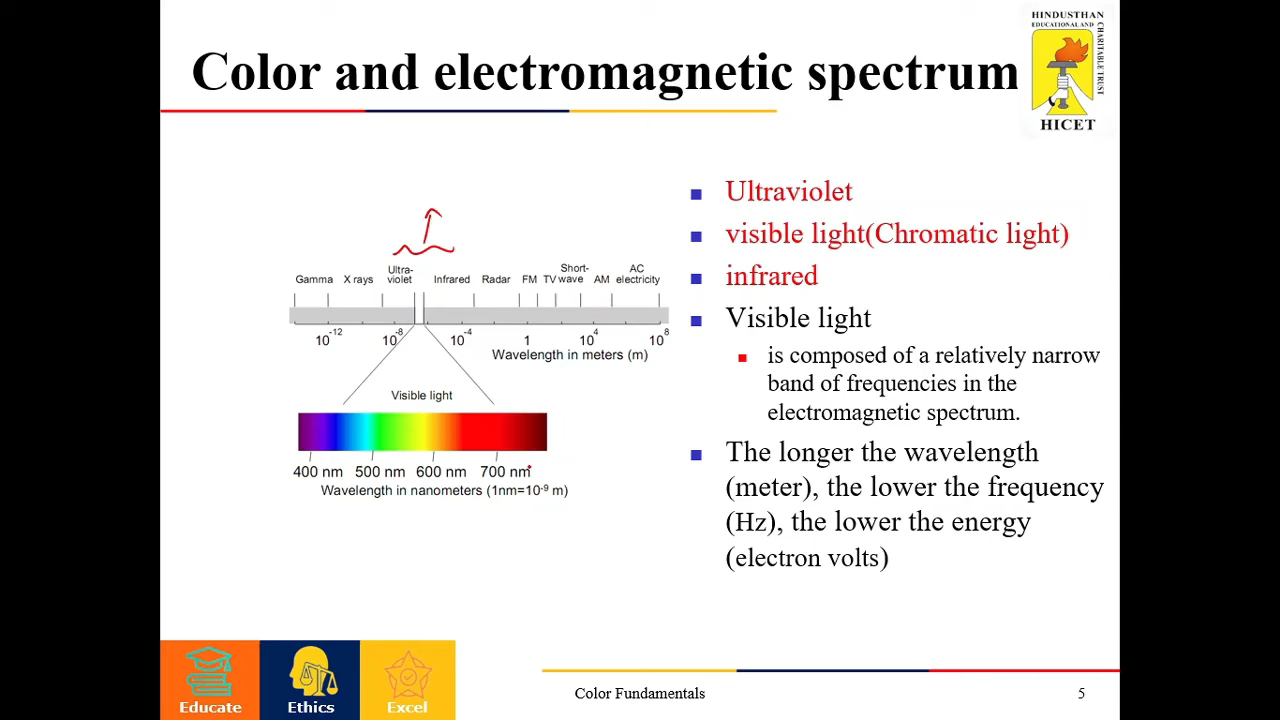 Color and electromagnetic spectrum
HINDUSTHAN
EDUCATIONAL AND
CHARITABLE TRUST
HICET
Ultra-
violet
Short-
wave
AC
electricity
Gamma X rays Infrared Radar FM TV AM
10-12 10-8 10-4 1 104 108
Wavelength in meters (m)
Visible light
400 nm 500 nm 600 nm 700 nm
Wavelength in nanometers (1nm=10-9 m)
Ultraviolet
visible light(Chromatic light)
infrared
Visible light
is composed of a relatively narrow
band of frequencies in the
electromagnetic spectrum.
The longer the wavelength
(meter), the lower the frequency
(Hz), the lower the energy
(electron volts)
Educate
Ethics
Excel
Color Fundamentals
5